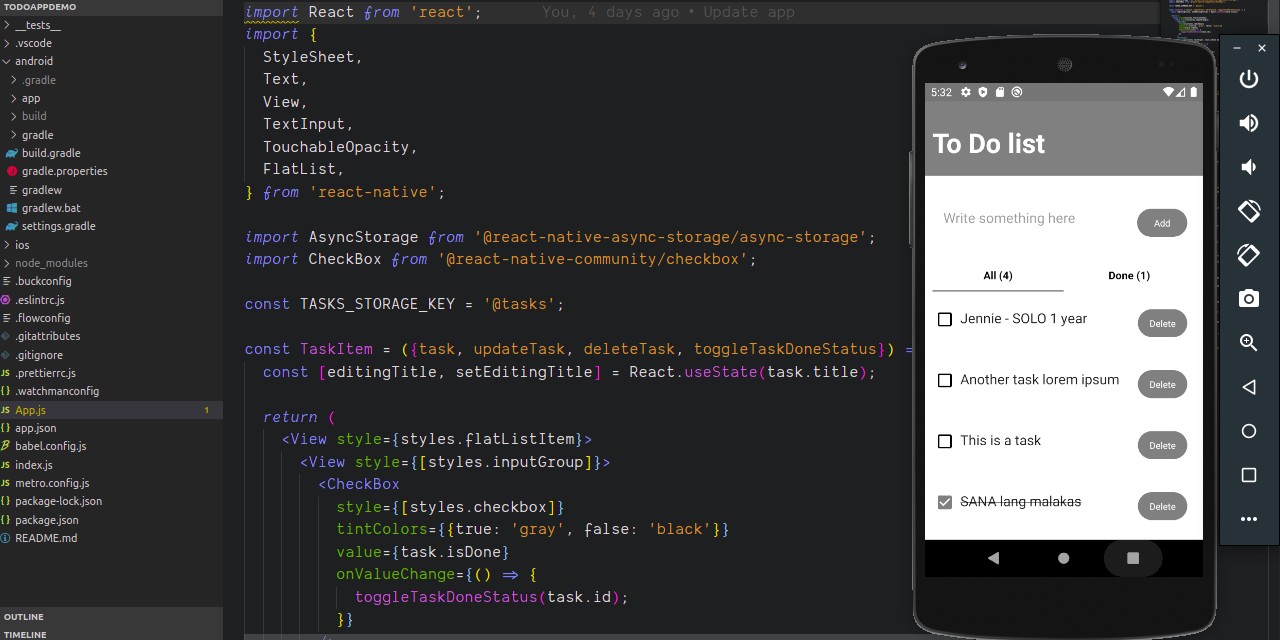 TODOAPPDEMO
__tests__
.vscode
android
.gradle
app
build
gradle
build.gradle
gradle.properties
gradlew
gradlew.bat
settings.gradle
ios
node_modules
.buckconfig
.eslintrc.js
.flowconfig
.gitattributes
.gitignore
JS .prettierrc.js
.watchmanconfig
JS App.js 1
{} app.json
babel.config.js
JS index.js
JS metro.config.js
{} package-lock.json
{} package.json
README.md
OUTLINE
TIMELINE
import React from 'react'; You, 4 days ago • Update app
import {
StyleSheet,
Text,
View,
TextInput,
TouchableOpacity,
FlatList,
} from 'react-native';
import AsyncStorage from '@react-native-async-storage/async-storage';
import CheckBox from '@react-native-community/checkbox';
const TASKS_STORAGE_KEY = '@tasks';
const TaskItem = ({task, updateTask, deleteTask, toggleTaskDoneStatus}) =
const [editingTitle, setEditingTitle] = React.useState(task.title);
return (
<View style={styles.flatListItem}>
<View style={[styles.inputGroup]}>
<CheckBox
style={[styles.checkbox]}
tintColors={{true: 'gray', false: 'black'}}
value={task.isDone}
onValueChange={() => {
toggleTaskDoneStatus(task.id);
}}
/>
5:32
To Do list
Write something here
Add
All (4)
Done (1)
Jennie - SOLO 1 year
Delete
Another task lorem ipsum
Delete
This is a task
Delete
SANA lang malakas
Delete